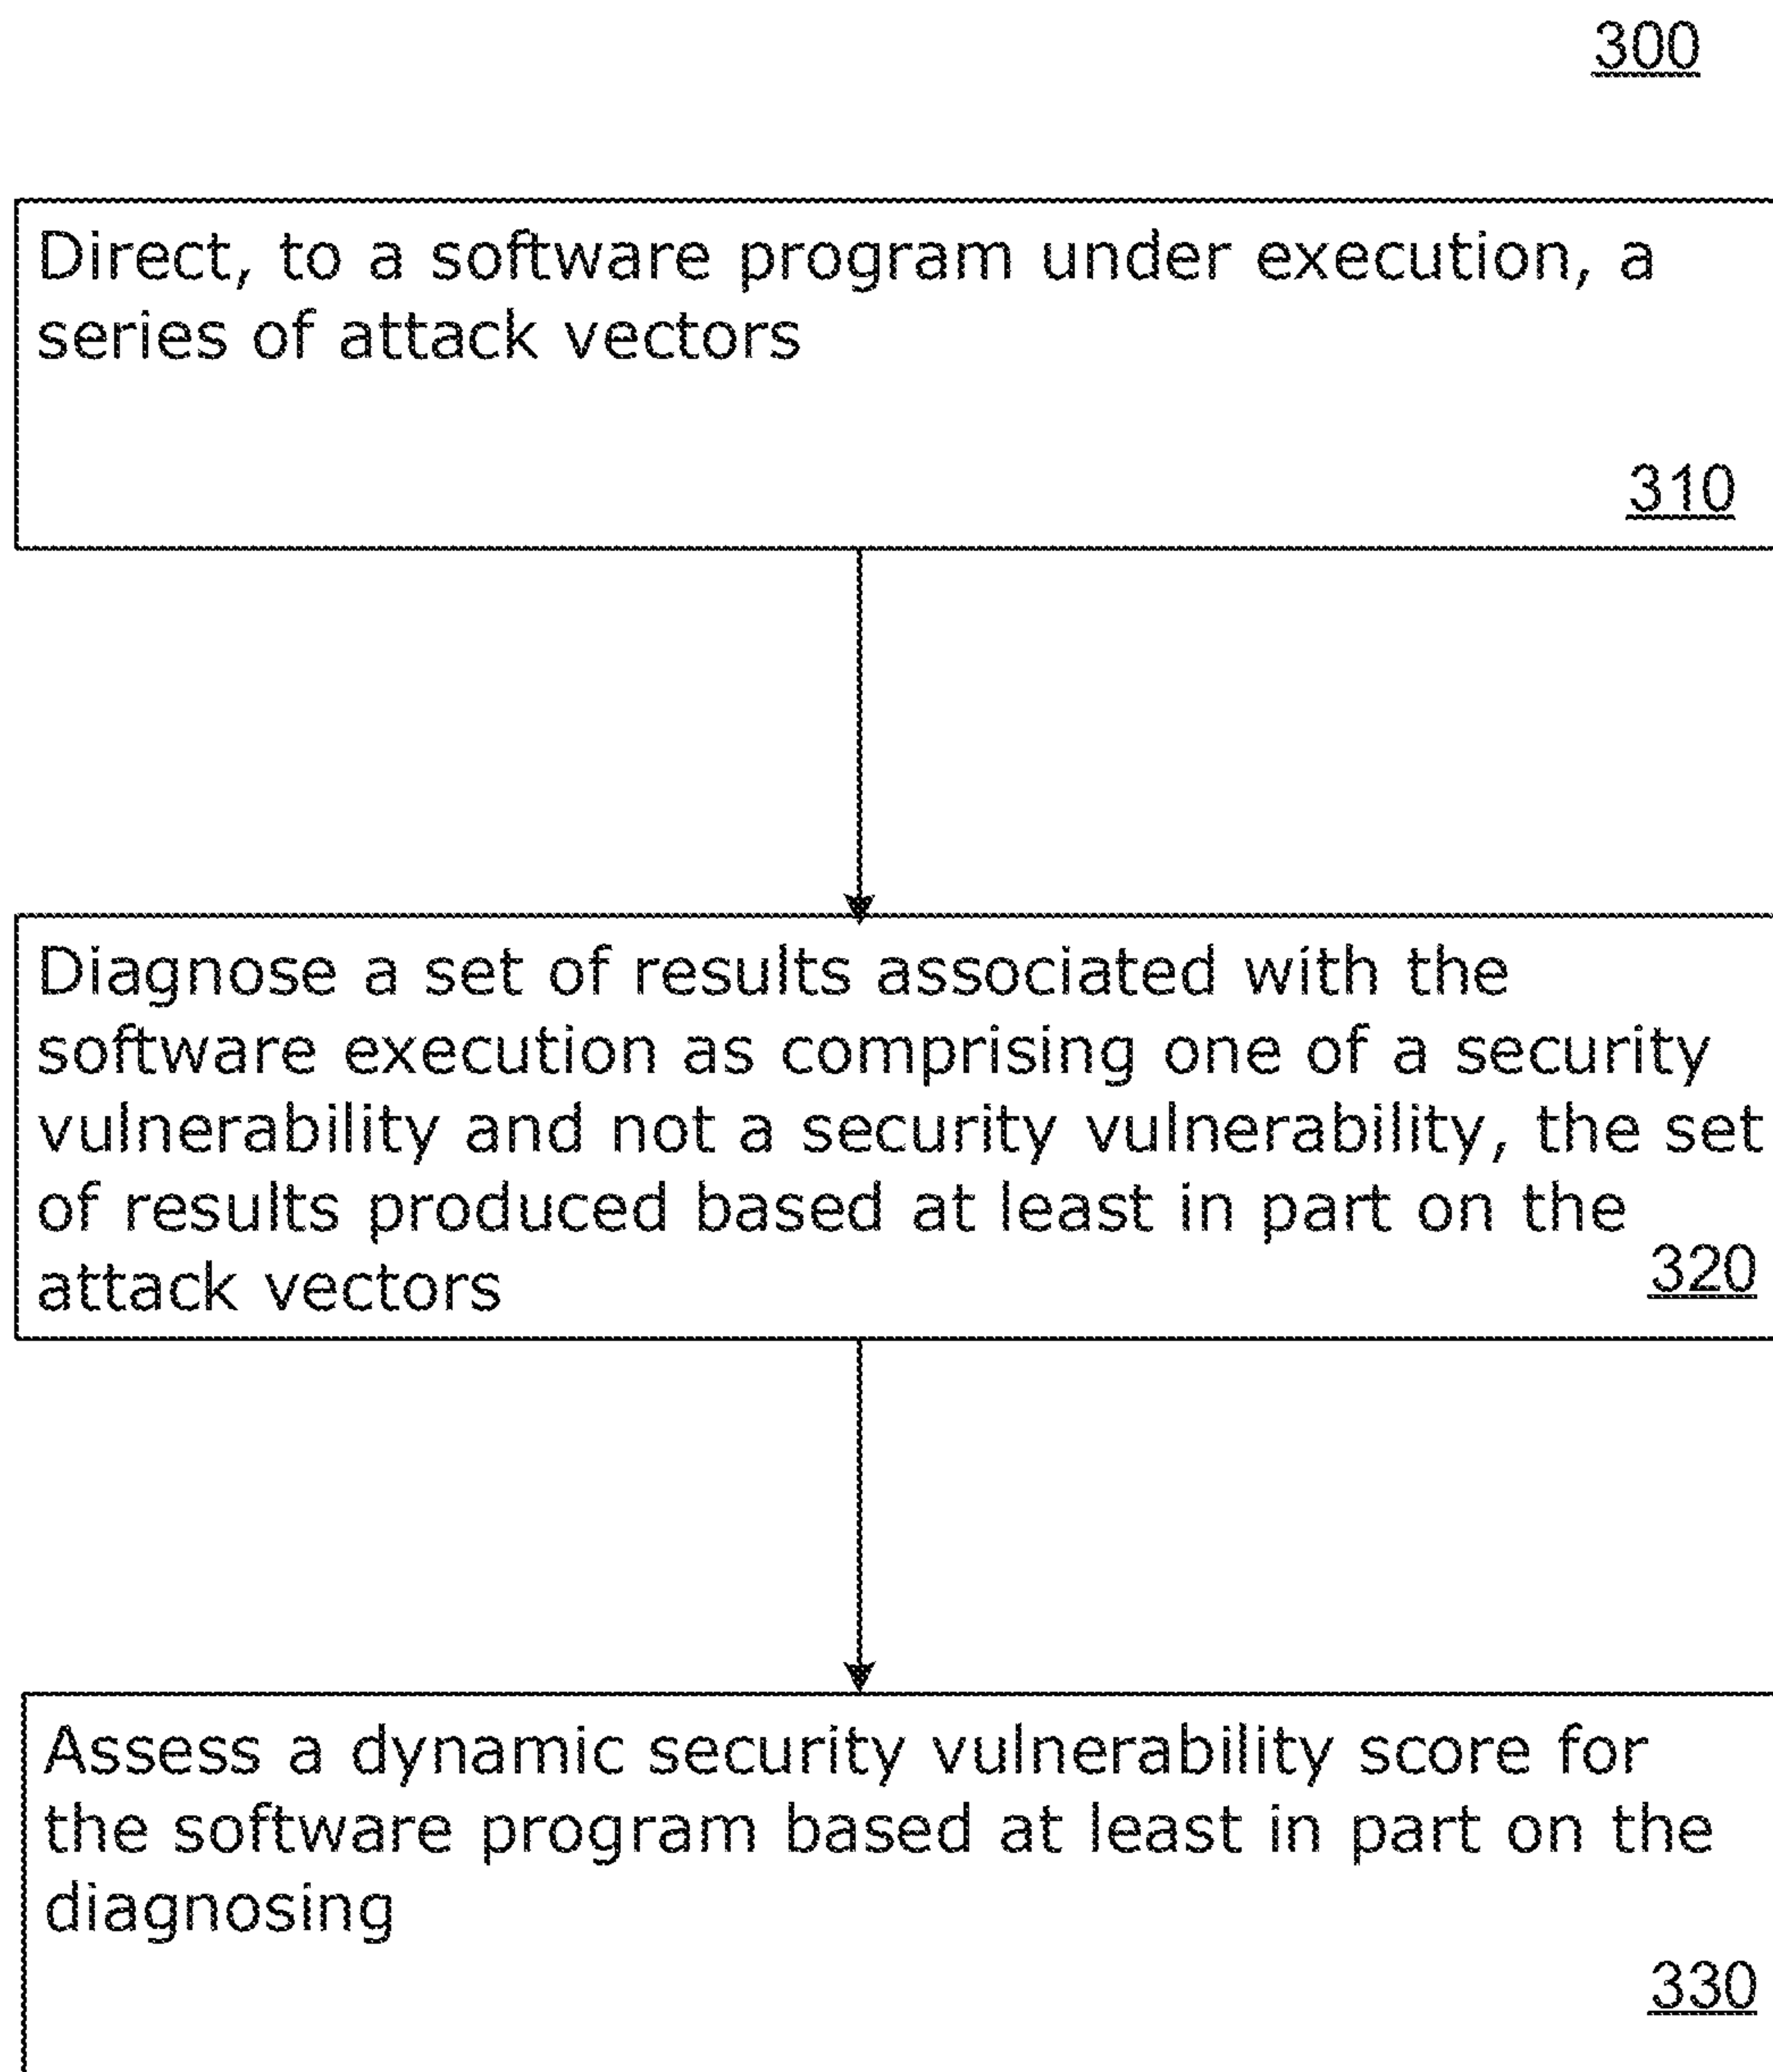 300
Direct, to a software program under execution, a
series of attack vectors
310
Diagnose a set of results associated with the
software execution as comprising one of a security
vulnerability and not a security vulnerability, the set
of results produced based at least in part on the
attack vectors
320
Assess a dynamic security vulnerability score for
the software program based at least in part on the
diagnosing
330